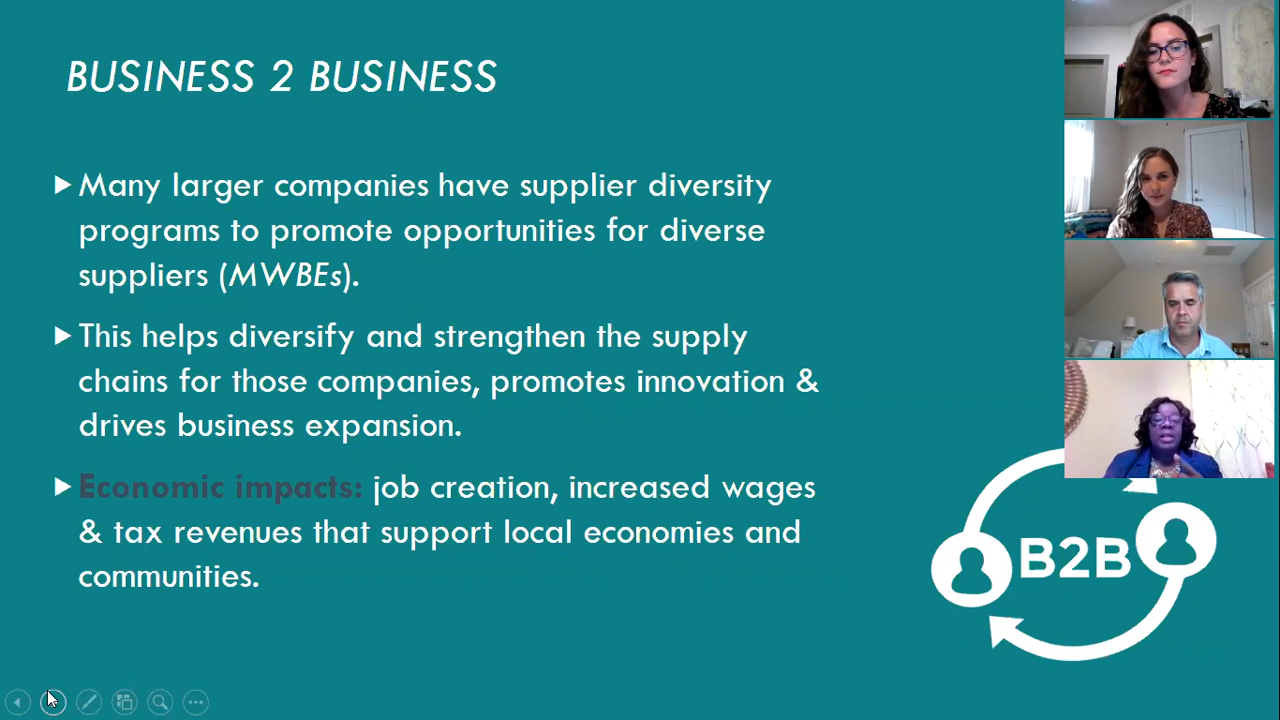 BUSINESS 2 BUSINESS
Many larger companies have supplier diversity
programs to promote opportunities for diverse
suppliers (MWBEs).
This helps diversify and strengthen the supply
chains for those companies, promotes innovation &
drives business expansion.
Economic impacts: job creation, increased wages
& tax revenues that support local economies and
communities.
B2B